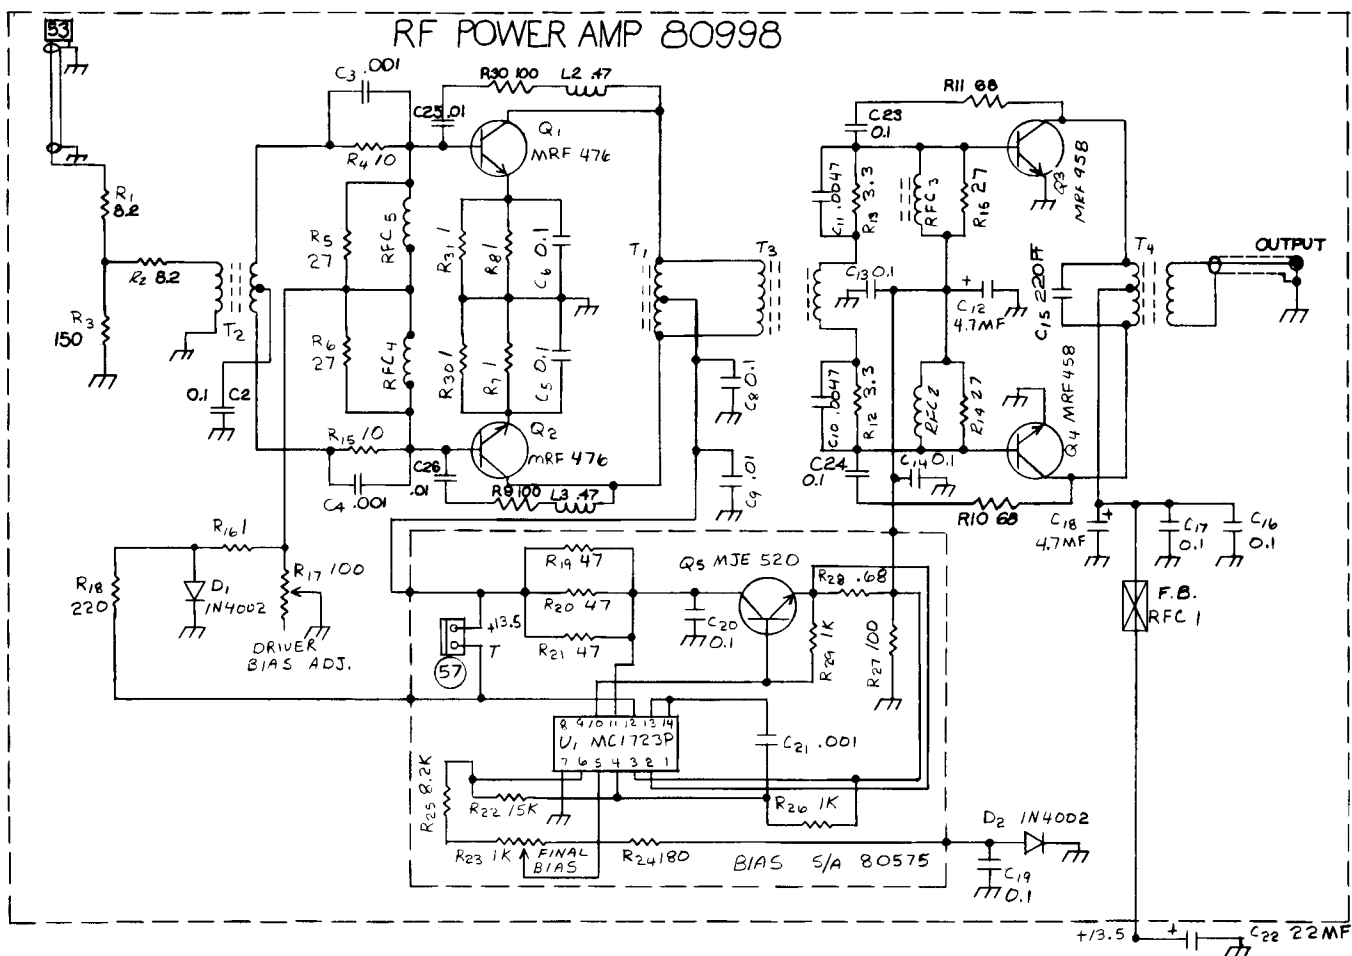 53
RF POWER AMP 80998
C3 .001
R30 100
L2 .47
C25 .01
Q1
MRF 476
R4 10
R1
8.2
R2 8.2
R3
150
T2
0.1 C2
R5
27
RFC 5
R6
27
RFC4
R31 1
R8 1
C6 0.1
R30 1
R7 1
C5 0.1
Q2
MRF 476
R15 10
C4 .001
C26
.01
R9 100
L3 .47
T1
T3
C8 0.1
C9 .01
R11 68
C23
0.1
C11 .0047
R13 3.3
RFC 3
R15 27
Q3
MRF 458
C13 0.1
C12
4.7MF
C15 220PF
T4
OUTPUT
C10 .0047
R12 3.3
RFC2
R14 27
Q4 MRF458
C24
0.1
C14 0.1
R10 68
C18
4.7MF
C17
0.1
C16
0.1
F.B.
RFC 1
R16 1
R18
220
D1
1N4002
R17 100
DRIVER
BIAS ADJ.
R19 47
R20 47
R21 47
+13.5
T
57
Q5 MJE 520
C20
0.1
R28 .68
R29 1K
R27 100
8 9 10 11 12 13 14
U1 MC1723P
7 6 5 4 3 2 1
C21 .001
R25 8.2K
R22 15K
R26 1K
R23 1K
FINAL
BIAS
R24 180
BIAS S/A 80575
D2 1N4002
C19
0.1
+13.5
+
C22 22MF